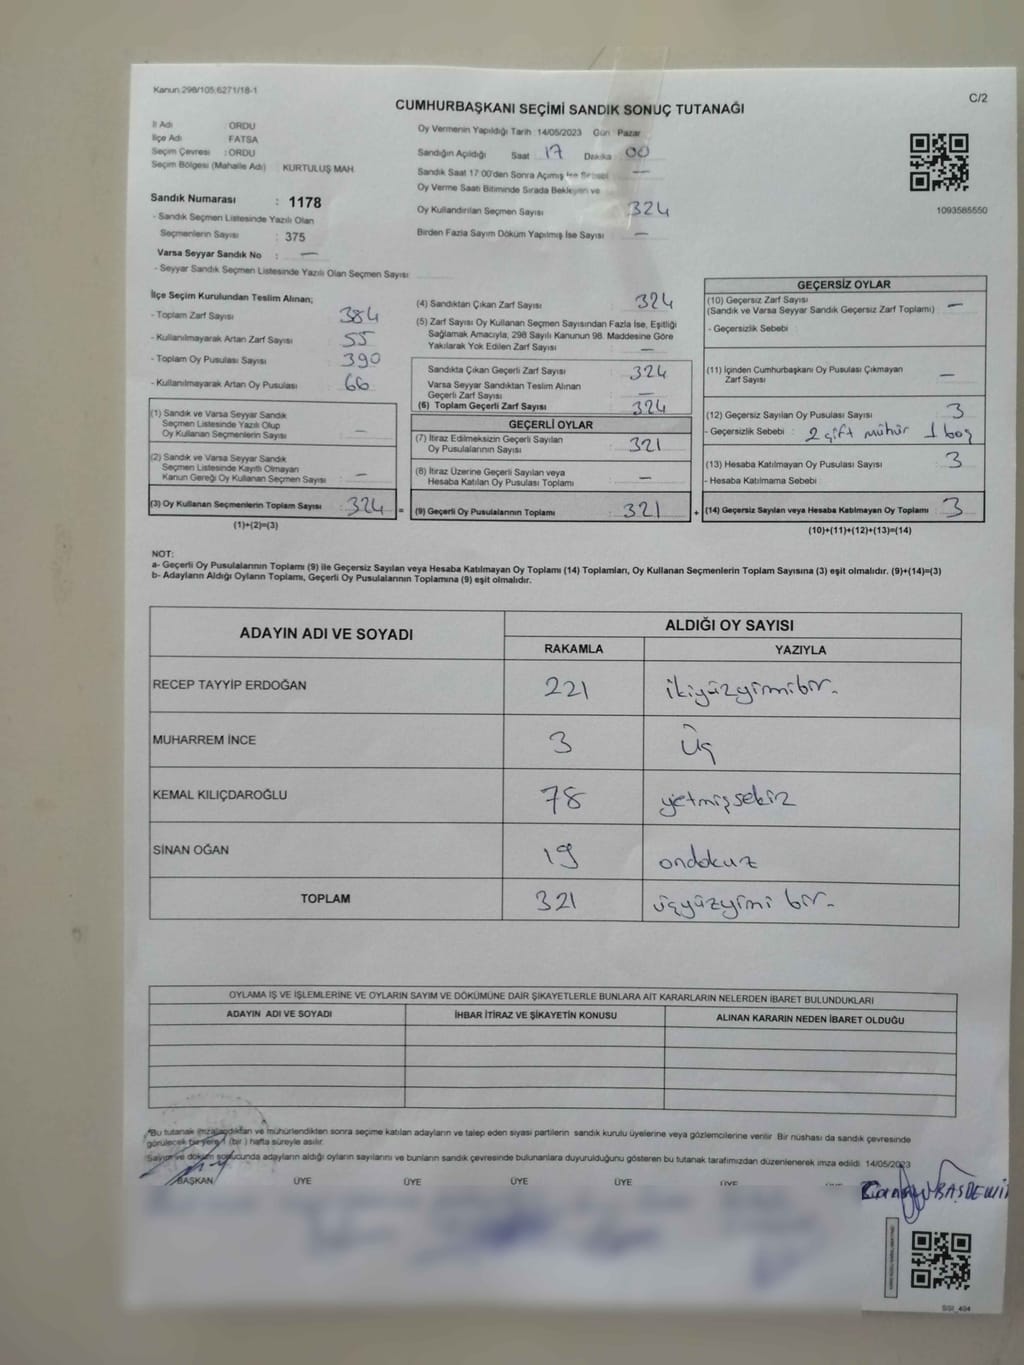 Kanun 298/105,6271/18-1
C/2
CUMHURBAŞKANI SEÇİMİ SANDIK SONUÇ TUTANAĞI
İl Adı ORDU
İlçe Adı FATSA
Seçim Çevresi : ORDU
Seçim Bölgesi (Mahalle Adı) KURTULUŞ MAH.
Sandık Numarası : 1178
- Sandık Seçmen Listesinde Yazılı Olan
Seçmenlerin Sayısı : 375
Varsa Seyyar Sandık No : —
- Seyyar Sandık Seçmen Listesinde Yazılı Olan Seçmen Sayısı
Oy Vermenin Yapıldığı Tarih 14/05/2023 Gün Pazar
Sandığın Açıldığı Saat 17 Dakika 00
Sandık Saat 17:00'den Sonra Açımış İse Sebebi —
Oy Verme Saati Bitiminde Sırada Bekleyen ve
Oy Kullandırılan Seçmen Sayısı 324
Birden Fazla Sayım Döküm Yapılmış İse Sayısı —
1093585550
İlçe Seçim Kurulundan Teslim Alınan;
- Toplam Zarf Sayısı 384
- Kullanılmayarak Artan Zarf Sayısı 55
- Toplam Oy Pusulası Sayısı 390
- Kullanılmayarak Artan Oy Pusulası 66
(1) Sandık ve Varsa Seyyar Sandık
Seçmen Listesinde Yazılı Olup
Oy Kullanan Seçmenlerin Sayısı —
(2) Sandık ve Varsa Seyyar Sandık
Seçmen Listesinde Kayıtlı Olmayan
Kanun Gereği Oy Kullanan Seçmen Sayısı —
(3) Oy Kullanan Seçmenlerin Toplam Sayısı : 324 =
(1)+(2)=(3)
(4) Sandıktan Çıkan Zarf Sayısı 324
(5) Zarf Sayısı Oy Kullanan Seçmen Sayısından Fazla İse, Eşitliği
Sağlamak Amacıyla, 298 Sayılı Kanunun 98. Maddesine Göre
Yakılarak Yok Edilen Zarf Sayısı —
Sandıkta Çıkan Geçerli Zarf Sayısı 324
Varsa Seyyar Sandıktan Teslim Alınan
Geçerli Zarf Sayısı —
(6) Toplam Geçerli Zarf Sayısı 324
GEÇERLİ OYLAR
(7) İtiraz Edilmeksizin Geçerli Sayılan
Oy Pusulalarının Sayısı 321
(8) İtiraz Üzerine Geçerli Sayılan veya
Hesaba Katılan Oy Pusulası Toplamı —
(9) Geçerli Oy Pusulalarının Toplamı 321 +
GEÇERSİZ OYLAR
(10) Geçersiz Zarf Sayısı
(Sandık ve Varsa Seyyar Sandık Geçersiz Zarf Toplamı) —
- Geçersizlik Sebebi
(11) İçinden Cumhurbaşkanı Oy Pusulası Çıkmayan
Zarf Sayısı —
(12) Geçersiz Sayılan Oy Pusulası Sayısı 3
- Geçersizlik Sebebi : 2 çift mühür 1 boş
(13) Hesaba Katılmayan Oy Pusulası Sayısı 3
- Hesaba Katılmama Sebebi
(14) Geçersiz Sayılan veya Hesaba Katılmayan Oy Toplamı : 3
(10)+(11)+(12)+(13)=(14)
NOT:
a- Geçerli Oy Pusulalarının Toplamı (9) ile Geçersiz Sayılan veya Hesaba Katılmayan Oy Toplamı (14) Toplamları, Oy Kullanan Seçmenlerin Toplam Sayısına (3) eşit olmalıdır. (9)+(14)=(3)
b- Adayların Aldığı Oyların Toplamı, Geçerli Oy Pusulalarının Toplamına (9) eşit olmalıdır.
ADAYIN ADI VE SOYADI ALDIĞI OY SAYISI
RAKAMLA YAZIYLA
RECEP TAYYİP ERDOĞAN 221 ikiyüzyirmibir.
MUHARREM İNCE 3 Üç
KEMAL KILIÇDAROĞLU 78 yetmişsekiz
SİNAN OĞAN 19 ondokuz
TOPLAM 321 üçyüzyimi bir.
OYLAMA İŞ VE İŞLEMLERİNE VE OYLARIN SAYIM VE DÖKÜMÜNE DAİR ŞİKAYETLERLE BUNLARA AİT KARARLARIN NELERDEN İBARET BULUNDUKLARI
ADAYIN ADI VE SOYADI İHBAR İTİRAZ VE ŞİKAYETİN KONUSU ALINAN KARARIN NEDEN İBARET OLDUĞU
*Bu tutanak imzalandıktan ve mühürlendikten sonra seçime katılan adayların ve talep eden siyasi partilerin sandık kurulu üyelerine veya gözlemcilerine verilir. Bir nüshası da sandık çevresinde
görülecek bir yere 1 (bir) hafta süreyle asılır.
Sayım ve döküm sonucunda adayların aldığı oyların sayılarını ve bunların sandık çevresinde bulunanlara duyurulduğunu gösteren bu tutanak tarafımızdan düzenlenerek imza edildi. 14/05/2023
BAŞKAN ÜYE ÜYE ÜYE ÜYE ÜYE